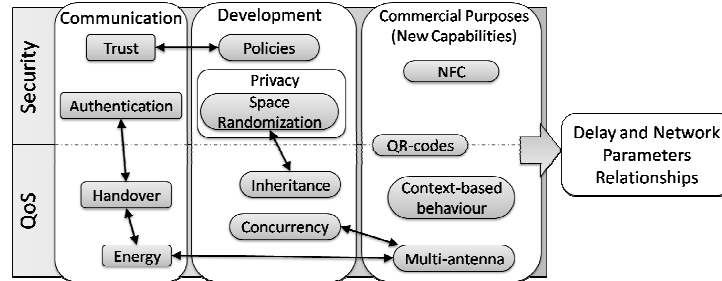 Communication
Development
Commercial Purposes
(New Capabilities)
Security
Trust
Policies
NFC
Privacy
Space
Randomization
Authentication
QR-codes
Delay and Network
Parameters
Relationships
QoS
Handover
Inheritance
Context-based
behaviour
Concurrency
Energy
Multi-antenna